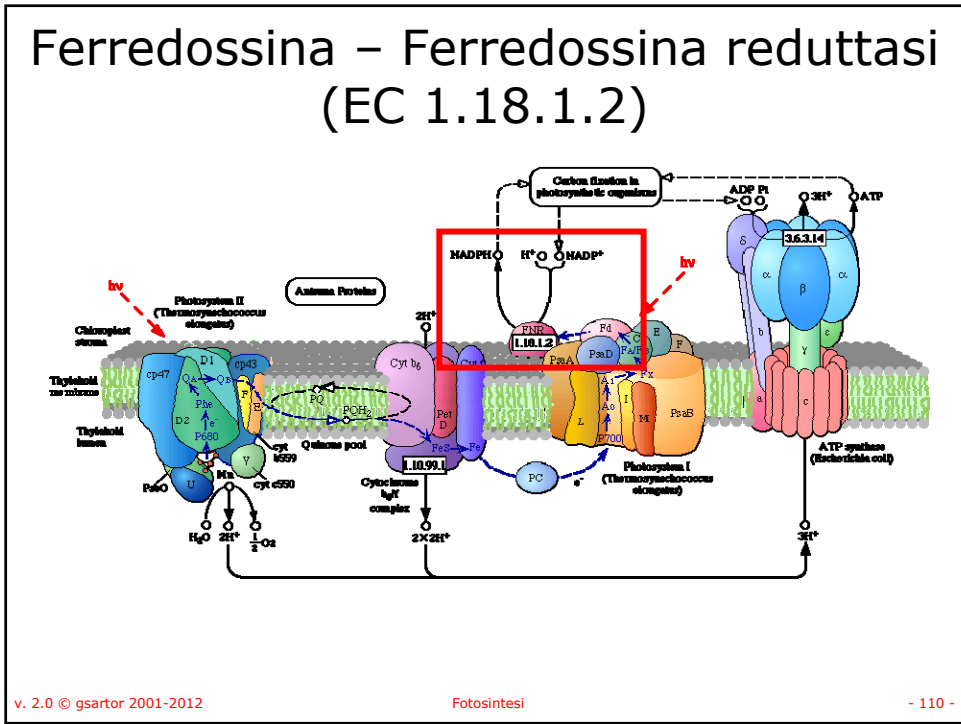 Ferredossina – Ferredossina reduttasi
(EC 1.18.1.2)
Carbon fixation in
photosynthetic organisms
ADP Pi
3H⁺
ATP
NADPH
H⁺
NADP⁺
3.6.3.14
δ
α
β
α
hν
hν
Antenna Proteins
Photosystem II
(Thermosynechococcus
elongatus)
2H⁺
FNR
1.18.1.2
Fd
C
E
F
FA/FB
Chloroplast
stroma
D1
cp43
cp47
QA
QB
Cyt b6
PsaA
PsaD
FX
b
ε
γ
Thylakoid
Phe
F
E
PQ
PQH2
Pet
D
A1
A0
I
L
M
PsaB
a
c
Thylakoid
lumen
D2
e⁻
P680
Quinone pool
FeS
Fe
P700
cyt
b559
V
cyt c550
Mn
U
PsbO
1.10.99.1
Cytochrome
b6/f
complex
PC
e⁻
Photosystem I
(Thermosynechococcus
elongatus)
ATP synthase
(Escherichia coli)
H2O
2H⁺
1/2 O2
2×2H⁺
3H⁺
v. 2.0 © gsartor 2001-2012
Fotosintesi
- 110 -